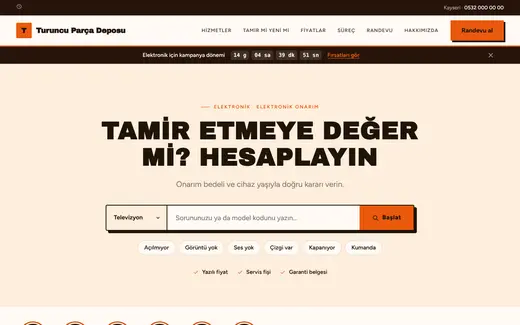 Kayseri · 0532 000 00 00
T Turuncu Parça Deposu
HİZMETLER TAMİR Mİ YENİ Mİ FİYATLAR SÜREÇ RANDEVU HAKKIMIZDA Randevu al
Elektronik için kampanya dönemi 14 g 04 sa 39 dk 51 sn Fırsatları gör
ELEKTRONİK · ELEKTRONİK ONARIM
TAMİR ETMEYE DEĞER
Mİ? HESAPLAYIN
Onarım bedeli ve cihaz yaşıyla doğru kararı verin.
Televizyon Sorununuzu ya da model kodunu yazın... Başlat
Açılmıyor Görüntü yok Ses yok Çizgi var Kapanıyor Kumanda
Yazılı fiyat Servis fişi Garanti belgesi